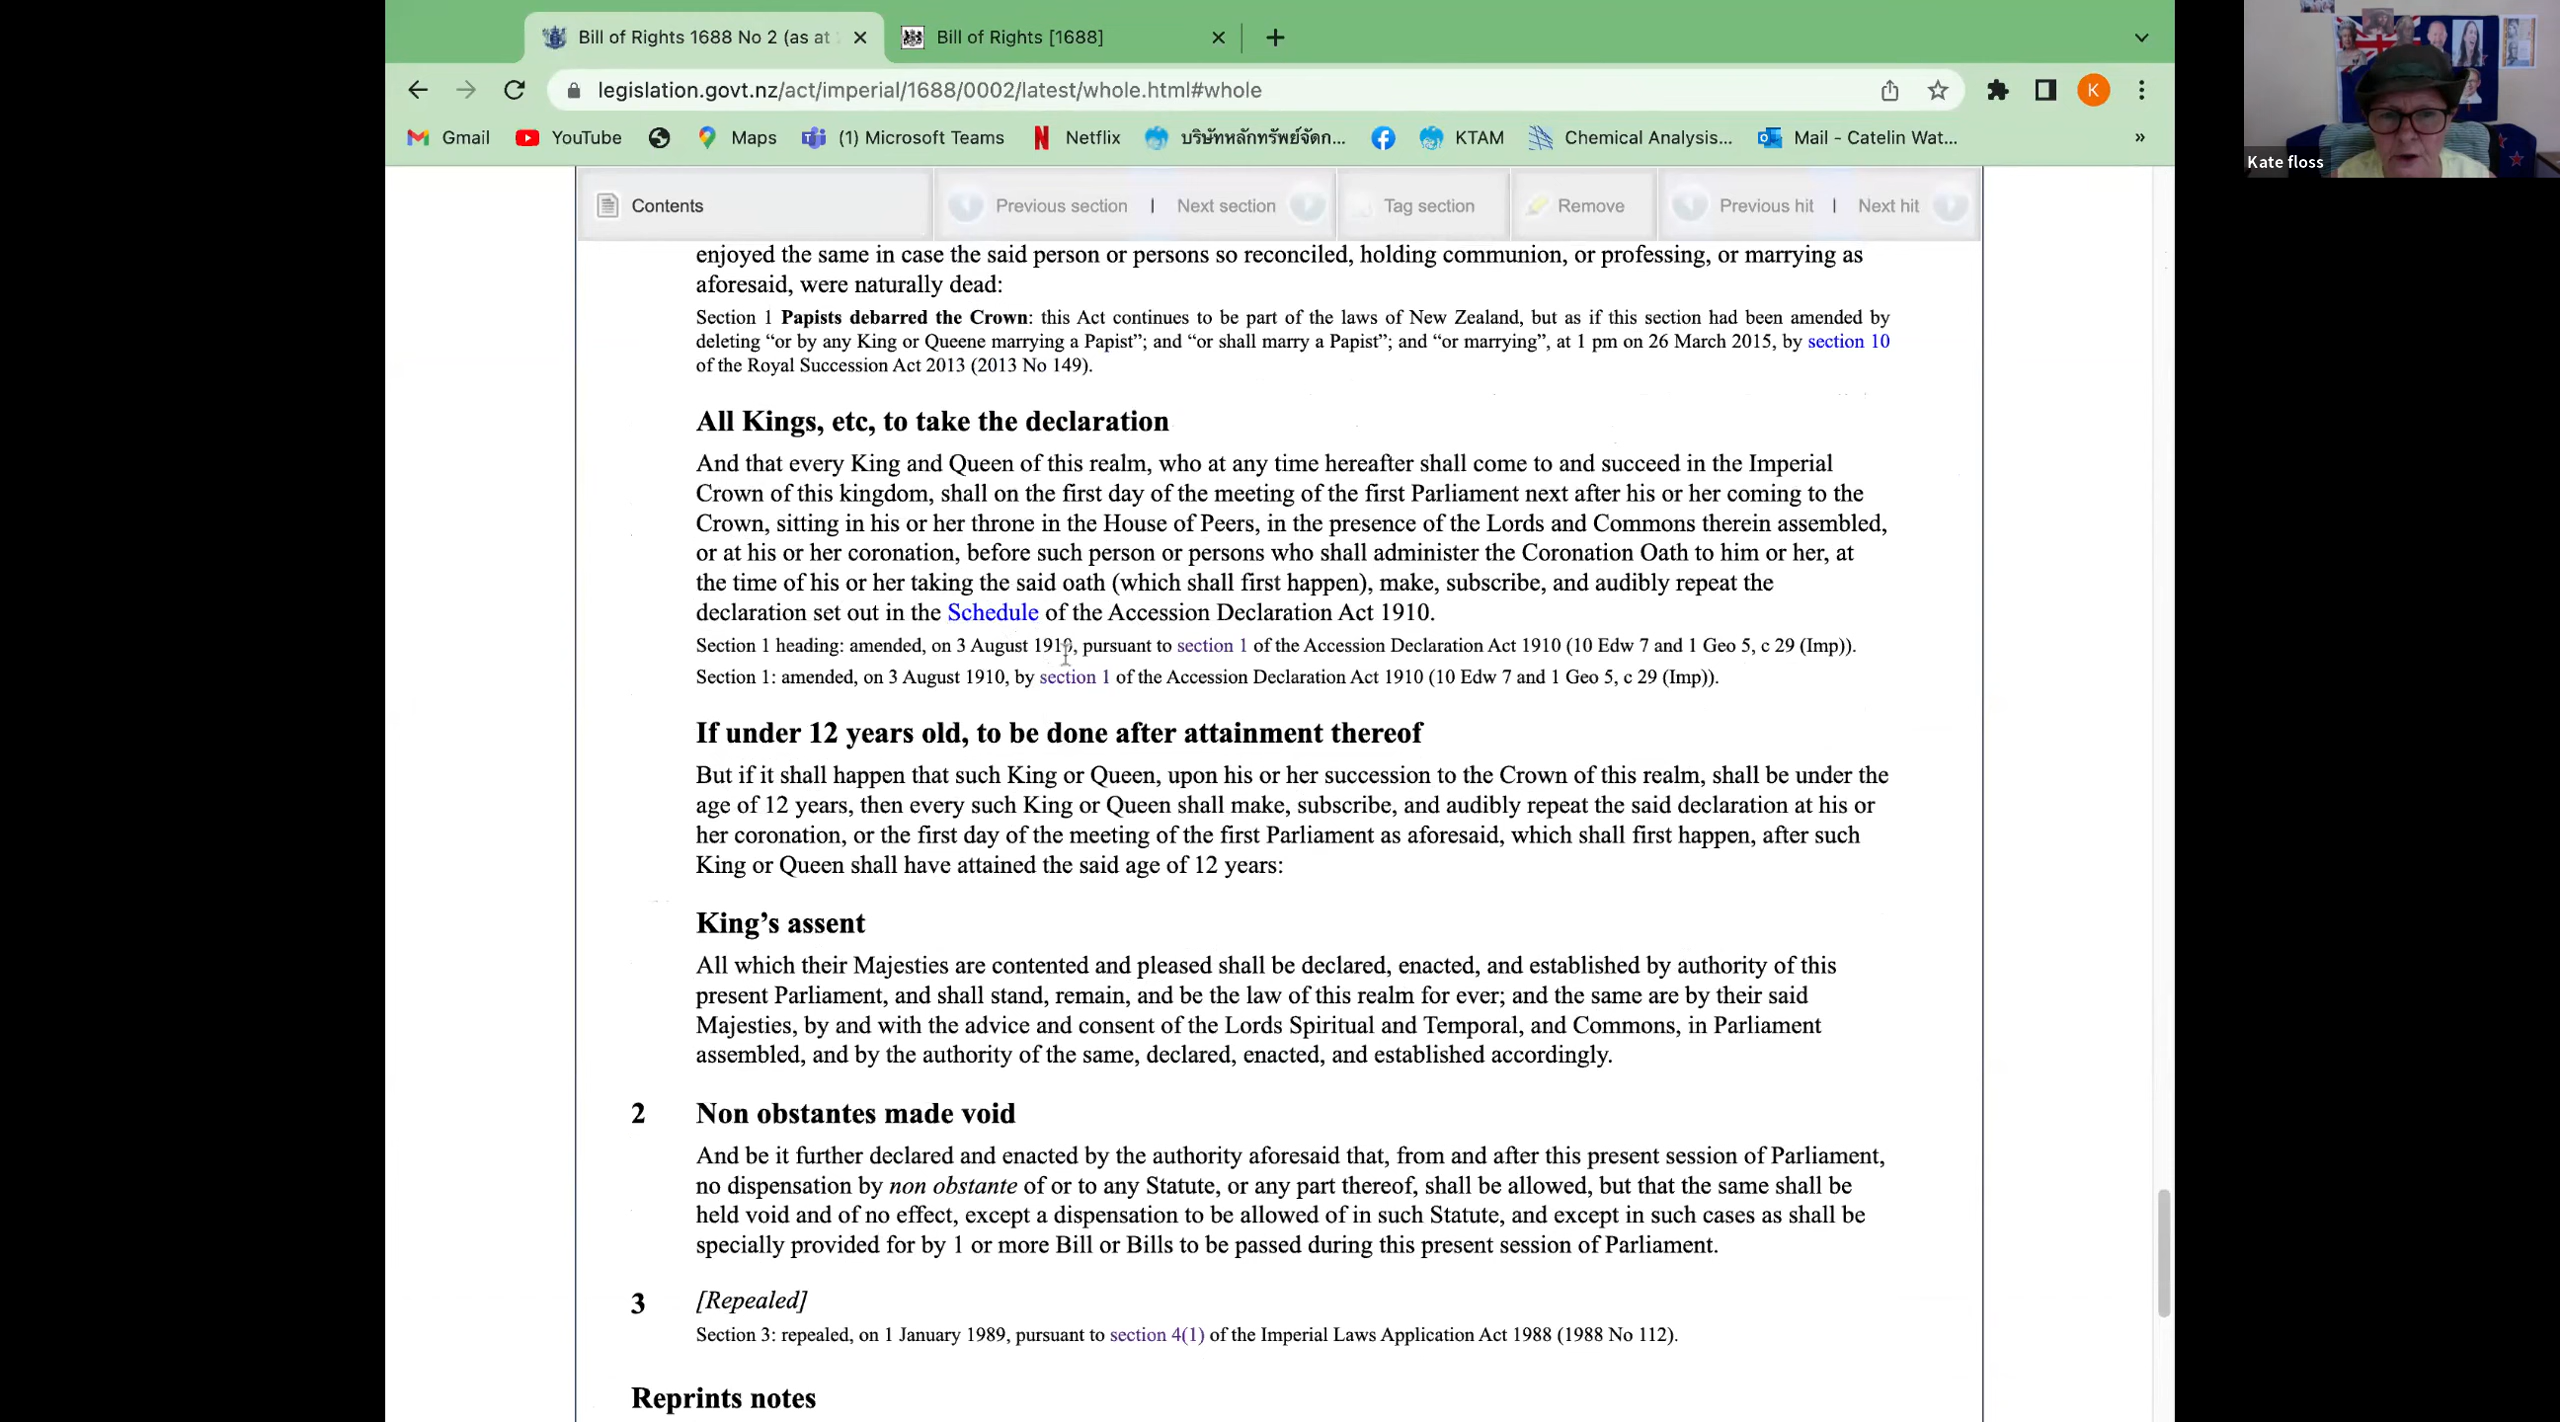 Bill of Rights 1688 No 2 (as at
Bill of Rights [1688]
legislation.govt.nz/act/imperial/1688/0002/latest/whole.html#whole
K
Gmail
YouTube
Maps
(1) Microsoft Teams
Netflix
บริษัทหลักทรัพย์จัดก...
KTAM
Chemical Analysis...
Mail - Catelin Wat...
»
Kate floss
Contents
Previous section | Next section
Tag section
Remove
Previous hit | Next hit
enjoyed the same in case the said person or persons so reconciled, holding communion, or professing, or marrying as
aforesaid, were naturally dead:
Section 1 Papists debarred the Crown: this Act continues to be part of the laws of New Zealand, but as if this section had been amended by
deleting “or by any King or Queene marrying a Papist”; and “or shall marry a Papist”; and “or marrying”, at 1 pm on 26 March 2015, by section 10
of the Royal Succession Act 2013 (2013 No 149).
All Kings, etc, to take the declaration
And that every King and Queen of this realm, who at any time hereafter shall come to and succeed in the Imperial
Crown of this kingdom, shall on the first day of the meeting of the first Parliament next after his or her coming to the
Crown, sitting in his or her throne in the House of Peers, in the presence of the Lords and Commons therein assembled,
or at his or her coronation, before such person or persons who shall administer the Coronation Oath to him or her, at
the time of his or her taking the said oath (which shall first happen), make, subscribe, and audibly repeat the
declaration set out in the Schedule of the Accession Declaration Act 1910.
Section 1 heading: amended, on 3 August 1910, pursuant to section 1 of the Accession Declaration Act 1910 (10 Edw 7 and 1 Geo 5, c 29 (Imp)).
Section 1: amended, on 3 August 1910, by section 1 of the Accession Declaration Act 1910 (10 Edw 7 and 1 Geo 5, c 29 (Imp)).
If under 12 years old, to be done after attainment thereof
But if it shall happen that such King or Queen, upon his or her succession to the Crown of this realm, shall be under the
age of 12 years, then every such King or Queen shall make, subscribe, and audibly repeat the said declaration at his or
her coronation, or the first day of the meeting of the first Parliament as aforesaid, which shall first happen, after such
King or Queen shall have attained the said age of 12 years:
King’s assent
All which their Majesties are contented and pleased shall be declared, enacted, and established by authority of this
present Parliament, and shall stand, remain, and be the law of this realm for ever; and the same are by their said
Majesties, by and with the advice and consent of the Lords Spiritual and Temporal, and Commons, in Parliament
assembled, and by the authority of the same, declared, enacted, and established accordingly.
2 Non obstantes made void
And be it further declared and enacted by the authority aforesaid that, from and after this present session of Parliament,
no dispensation by non obstante of or to any Statute, or any part thereof, shall be allowed, but that the same shall be
held void and of no effect, except a dispensation to be allowed of in such Statute, and except in such cases as shall be
specially provided for by 1 or more Bill or Bills to be passed during this present session of Parliament.
3 [Repealed]
Section 3: repealed, on 1 January 1989, pursuant to section 4(1) of the Imperial Laws Application Act 1988 (1988 No 112).
Reprints notes